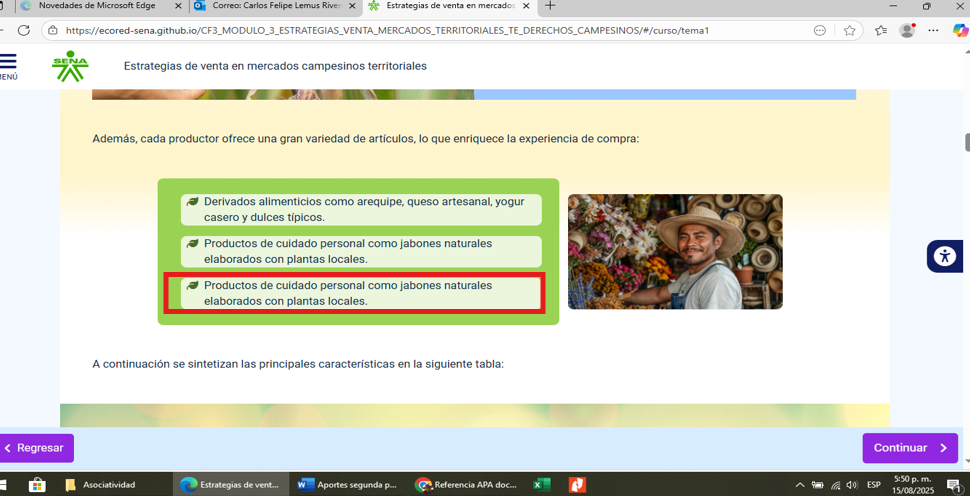 Novedades de Microsoft Edge
Correo: Carlos Felipe Lemus River
Estrategias de venta en mercados
https://ecored-sena.github.io/CF3_MODULO_3_ESTRATEGIAS_VENTA_MERCADOS_TERRITORIALES_TE_DERECHOS_CAMPESINOS/#/curso/tema1
MENÚ
SENA
Estrategias de venta en mercados campesinos territoriales
Además, cada productor ofrece una gran variedad de artículos, lo que enriquece la experiencia de compra:
Derivados alimenticios como arequipe, queso artesanal, yogur
casero y dulces típicos.
Productos de cuidado personal como jabones naturales
elaborados con plantas locales.
Productos de cuidado personal como jabones naturales
elaborados con plantas locales.
A continuación se sintetizan las principales características en la siguiente tabla:
Regresar
Continuar
Asociatividad
Estrategias de vent...
Aportes segunda p...
Referencia APA doc...
ESP
5:50 p. m.
15/08/2025
1